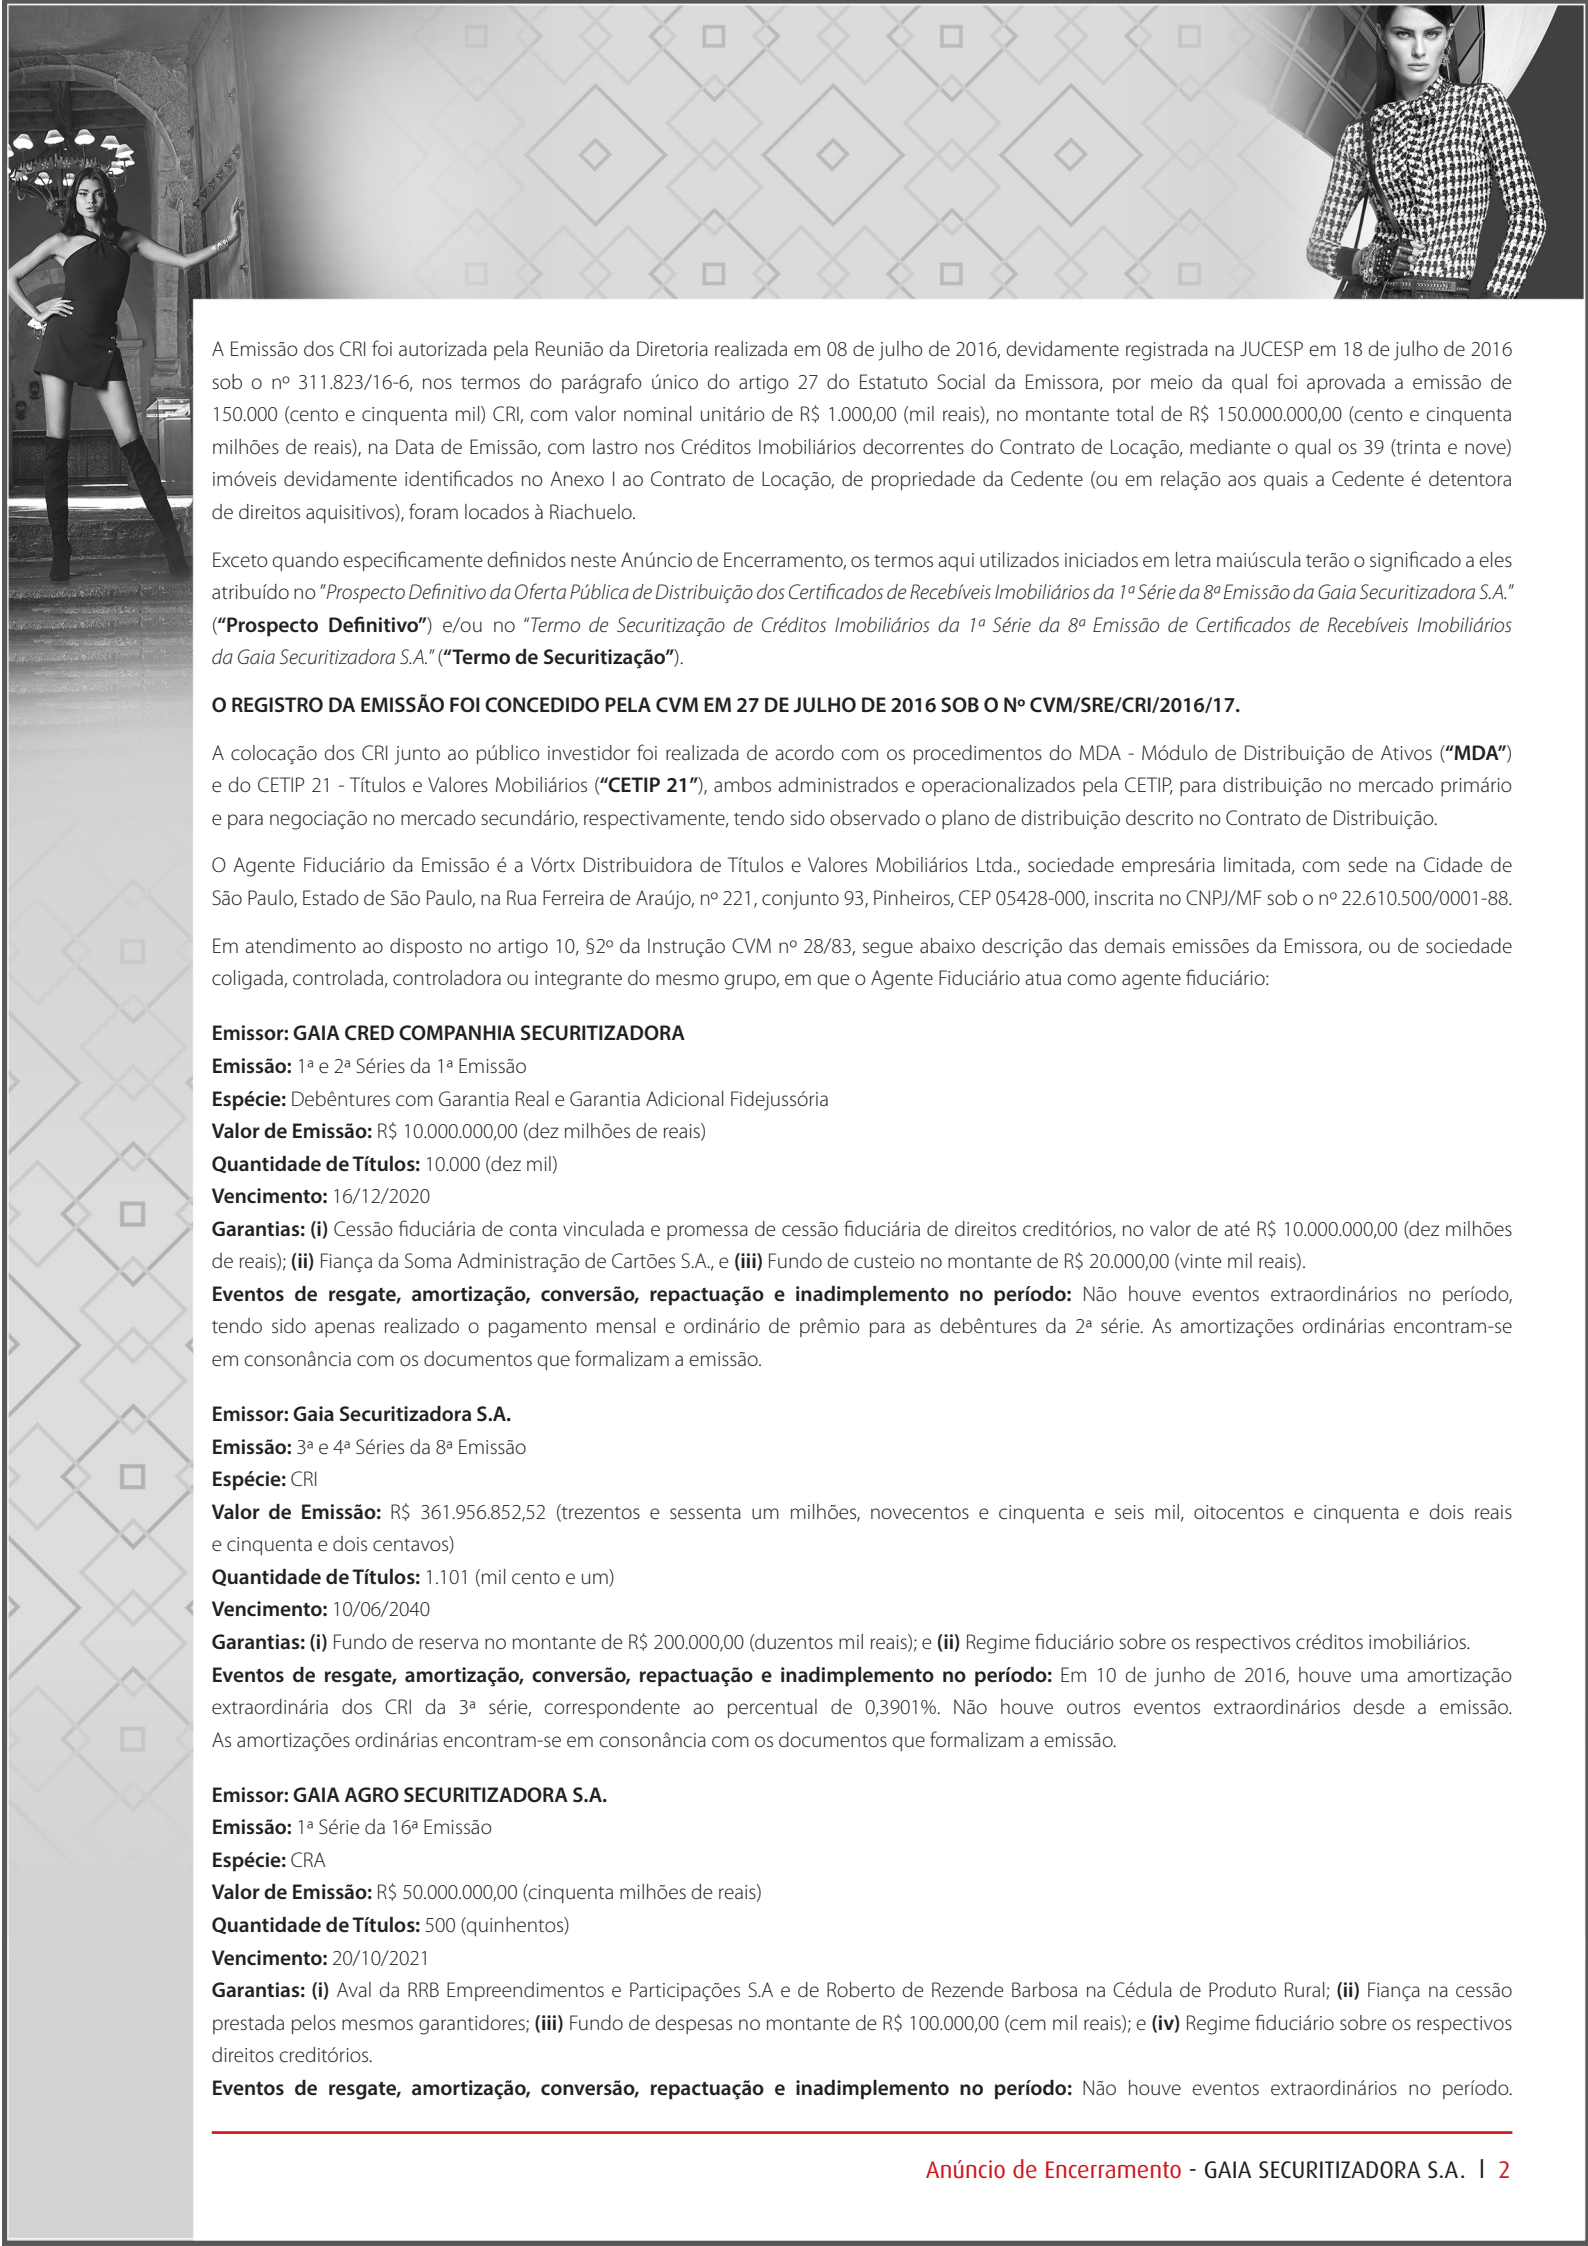 A Emissão dos CRI foi autorizada pela Reunião da Diretoria realizada em 08 de julho de 2016, devidamente registrada na JUCESP em 18 de julho de 2016
sob o nº 311.823/16-6, nos termos do parágrafo único do artigo 27 do Estatuto Social da Emissora, por meio da qual foi aprovada a emissão de
150.000 (cento e cinquenta mil) CRI, com valor nominal unitário de R$ 1.000,00 (mil reais), no montante total de R$ 150.000.000,00 (cento e cinquenta
milhões de reais), na Data de Emissão, com lastro nos Créditos Imobiliários decorrentes do Contrato de Locação, mediante o qual os 39 (trinta e nove)
imóveis devidamente identificados no Anexo I ao Contrato de Locação, de propriedade da Cedente (ou em relação aos quais a Cedente é detentora
de direitos aquisitivos), foram locados à Riachuelo.
Exceto quando especificamente definidos neste Anúncio de Encerramento, os termos aqui utilizados iniciados em letra maiúscula terão o significado a eles
atribuído no "Prospecto Definitivo da Oferta Pública de Distribuição dos Certificados de Recebíveis Imobiliários da 1ª Série da 8ª Emissão da Gaia Securitizadora S.A."
(“Prospecto Definitivo”) e/ou no “Termo de Securitização de Créditos Imobiliários da 1ª Série da 8ª Emissão de Certificados de Recebíveis Imobiliários
da Gaia Securitizadora S.A.” (“Termo de Securitização”).
O REGISTRO DA EMISSÃO FOI CONCEDIDO PELA CVM EM 27 DE JULHO DE 2016 SOB O Nº CVM/SRE/CRI/2016/17.
A colocação dos CRI junto ao público investidor foi realizada de acordo com os procedimentos do MDA - Módulo de Distribuição de Ativos (“MDA”)
e do CETIP 21 - Títulos e Valores Mobiliários (“CETIP 21”), ambos administrados e operacionalizados pela CETIP, para distribuição no mercado primário
e para negociação no mercado secundário, respectivamente, tendo sido observado o plano de distribuição descrito no Contrato de Distribuição.
O Agente Fiduciário da Emissão é a Vórtx Distribuidora de Títulos e Valores Mobiliários Ltda., sociedade empresária limitada, com sede na Cidade de
São Paulo, Estado de São Paulo, na Rua Ferreira de Araújo, nº 221, conjunto 93, Pinheiros, CEP 05428-000, inscrita no CNPJ/MF sob o nº 22.610.500/0001-88.
Em atendimento ao disposto no artigo 10, §2º da Instrução CVM nº 28/83, segue abaixo descrição das demais emissões da Emissora, ou de sociedade
coligada, controlada, controladora ou integrante do mesmo grupo, em que o Agente Fiduciário atua como agente fiduciário:
Emissor: GAIA CRED COMPANHIA SECURITIZADORA
Emissão: 1ª e 2ª Séries da 1ª Emissão
Espécie: Debêntures com Garantia Real e Garantia Adicional Fidejussória
Valor de Emissão: R$ 10.000.000,00 (dez milhões de reais)
Quantidade de Títulos: 10.000 (dez mil)
Vencimento: 16/12/2020
Garantias: (i) Cessão fiduciária de conta vinculada e promessa de cessão fiduciária de direitos creditórios, no valor de até R$ 10.000.000,00 (dez milhões
de reais); (ii) Fiança da Soma Administração de Cartões S.A., e (iii) Fundo de custeio no montante de R$ 20.000,00 (vinte mil reais).
Eventos de resgate, amortização, conversão, repactuação e inadimplemento no período: Não houve eventos extraordinários no período,
tendo sido apenas realizado o pagamento mensal e ordinário de prêmio para as debêntures da 2ª série. As amortizações ordinárias encontram-se
em consonância com os documentos que formalizam a emissão.
Emissor: Gaia Securitizadora S.A.
Emissão: 3ª e 4ª Séries da 8ª Emissão
Espécie: CRI
Valor de Emissão: R$ 361.956.852,52 (trezentos e sessenta um milhões, novecentos e cinquenta e seis mil, oitocentos e cinquenta e dois reais
e cinquenta e dois centavos)
Quantidade de Títulos: 1.101 (mil cento e um)
Vencimento: 10/06/2040
Garantias: (i) Fundo de reserva no montante de R$ 200.000,00 (duzentos mil reais); e (ii) Regime fiduciário sobre os respectivos créditos imobiliários.
Eventos de resgate, amortização, conversão, repactuação e inadimplemento no período: Em 10 de junho de 2016, houve uma amortização
extraordinária dos CRI da 3ª série, correspondente ao percentual de 0,3901%. Não houve outros eventos extraordinários desde a emissão.
As amortizações ordinárias encontram-se em consonância com os documentos que formalizam a emissão.
Emissor: GAIA AGRO SECURITIZADORA S.A.
Emissão: 1ª Série da 16ª Emissão
Espécie: CRA
Valor de Emissão: R$ 50.000.000,00 (cinquenta milhões de reais)
Quantidade de Títulos: 500 (quinhentos)
Vencimento: 20/10/2021
Garantias: (i) Aval da RRB Empreendimentos e Participações S.A e de Roberto de Rezende Barbosa na Cédula de Produto Rural; (ii) Fiança na cessão
prestada pelos mesmos garantidores; (iii) Fundo de despesas no montante de R$ 100.000,00 (cem mil reais); e (iv) Regime fiduciário sobre os respectivos
direitos creditórios.
Eventos de resgate, amortização, conversão, repactuação e inadimplemento no período: Não houve eventos extraordinários no período.
Anúncio de Encerramento - GAIA SECURITIZADORA S.A. | 2